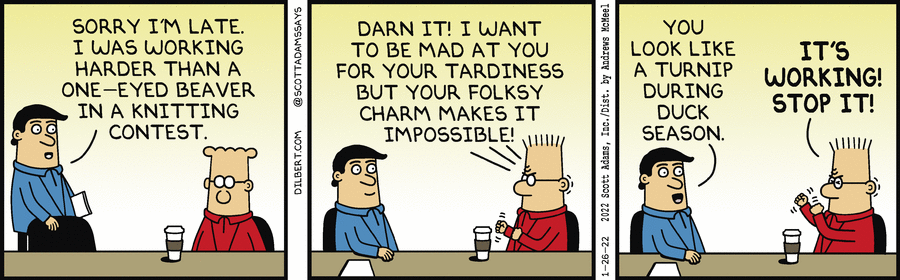 SORRY I'M LATE.
I WAS WORKING
HARDER THAN A
ONE-EYED BEAVER
IN A KNITTING
CONTEST.
DILBERT.COM @SCOTTADAMSSAYS
DARN IT! I WANT
TO BE MAD AT YOU
FOR YOUR TARDINESS
BUT YOUR FOLKSY
CHARM MAKES IT
IMPOSSIBLE!
1-26-22 2022 Scott Adams, Inc./Dist. by Andrews McMeel
YOU
LOOK LIKE
A TURNIP
DURING
DUCK
SEASON.
IT'S
WORKING!
STOP IT!